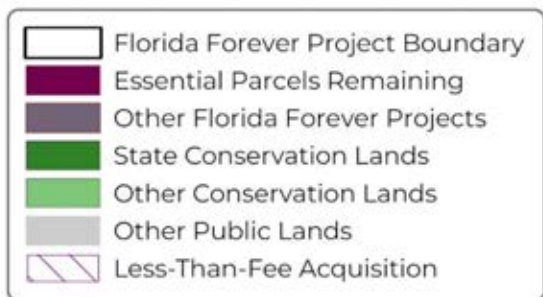 Florida Forever Project Boundary
Essential Parcels Remaining
Other Florida Forever Projects
State Conservation Lands
Other Conservation Lands
Other Public Lands
Less-Than-Fee Acquisition